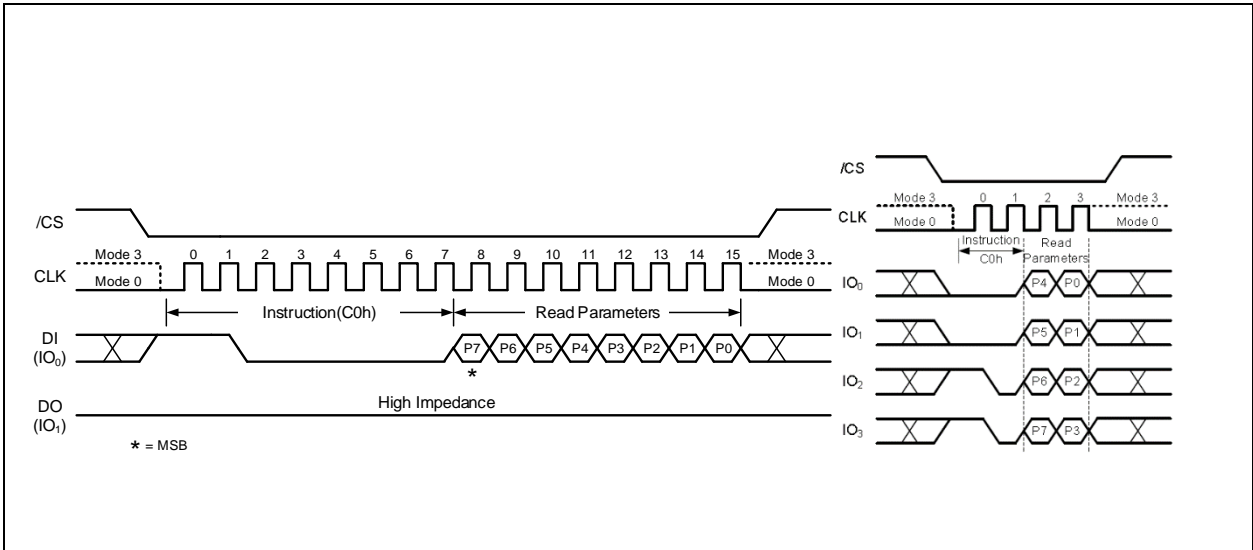 /CS
Mode 3 0 1 2 3 4 5 6 7 8 9 10 11 12 13 14 15 Mode 3
CLK
Mode 0 Mode 0
Instruction(C0h) Read Parameters
DI
(IO0)
P7 P6 P5 P4 P3 P2 P1 P0
*
High Impedance
DO
(IO1)
* = MSB
/CS
Mode 3 0 1 2 3 Mode 3
CLK
Mode 0 Mode 0
Instruction
C0h
Read
Parameters
IO0 P4 P0
IO1 P5 P1
IO2 P6 P2
IO3 P7 P3